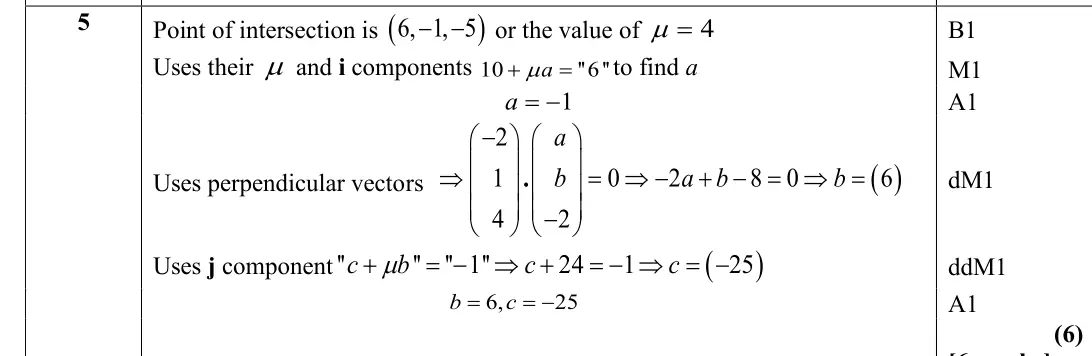 5 Point of intersection is (6,−1,−5) or the value of μ = 4 B1
Uses their μ and i components 10 + μa = "6" to find a M1
a = −1 A1
Uses perpendicular vectors ⇒ (−2 1 4) . (a b −2) = 0 ⇒ −2a + b − 8 = 0 ⇒ b = (6) dM1
Uses j component "c + μb" = "−1" ⇒ c + 24 = −1 ⇒ c = (−25) ddM1
b = 6, c = −25 A1
(6)